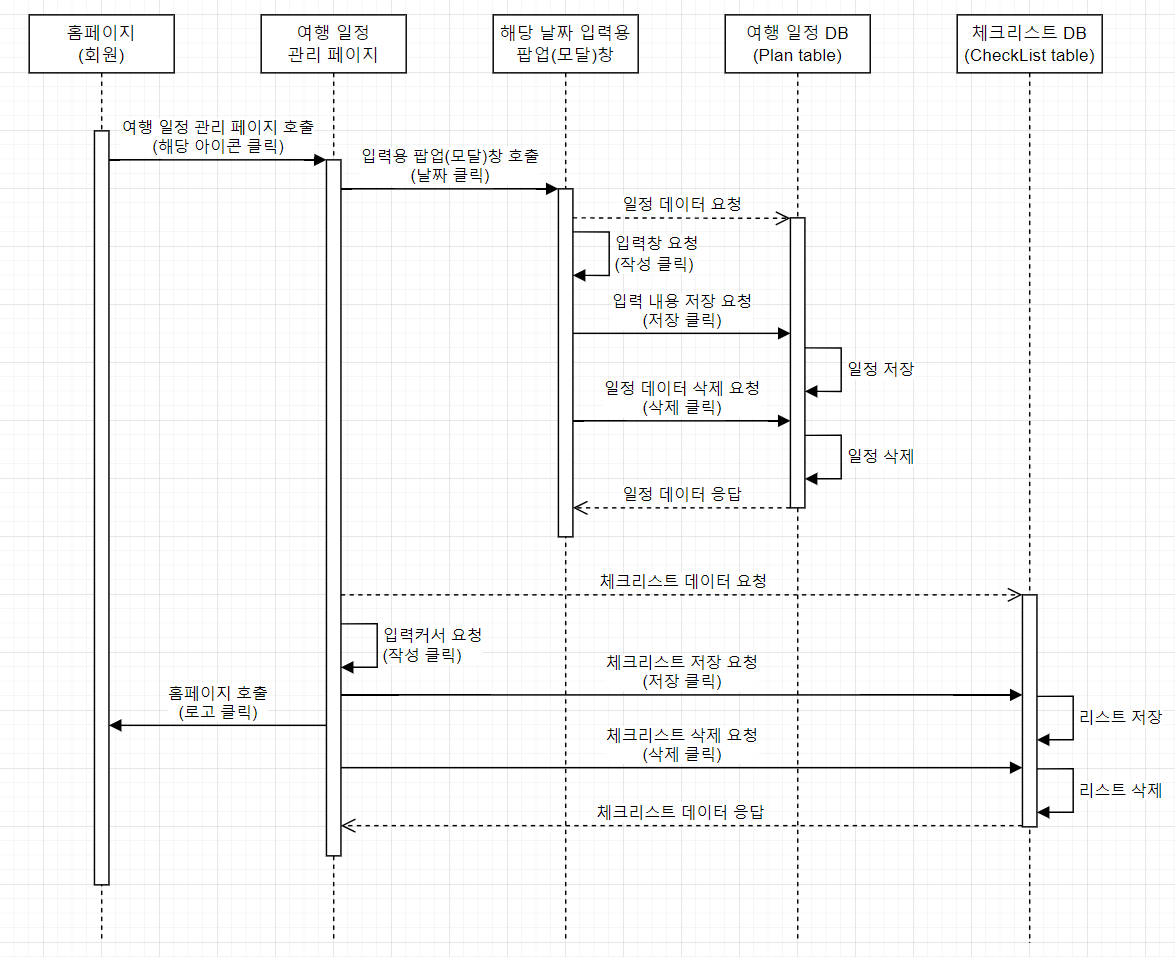 홈페이지
(회원)
여행 일정
관리 페이지
해당 날짜 입력용
팝업(모달)창
여행 일정 DB
(Plan table)
체크리스트 DB
(CheckList table)
여행 일정 관리 페이지 호출
(해당 아이콘 클릭)
입력용 팝업(모달)창 호출
(날짜 클릭)
일정 데이터 요청
입력창 요청
(작성 클릭)
입력 내용 저장 요청
(저장 클릭)
일정 저장
일정 데이터 삭제 요청
(삭제 클릭)
일정 삭제
일정 데이터 응답
체크리스트 데이터 요청
입력커서 요청
(작성 클릭)
체크리스트 저장 요청
(저장 클릭)
홈페이지 호출
(로고 클릭)
리스트 저장
체크리스트 삭제 요청
(삭제 클릭)
리스트 삭제
체크리스트 데이터 응답